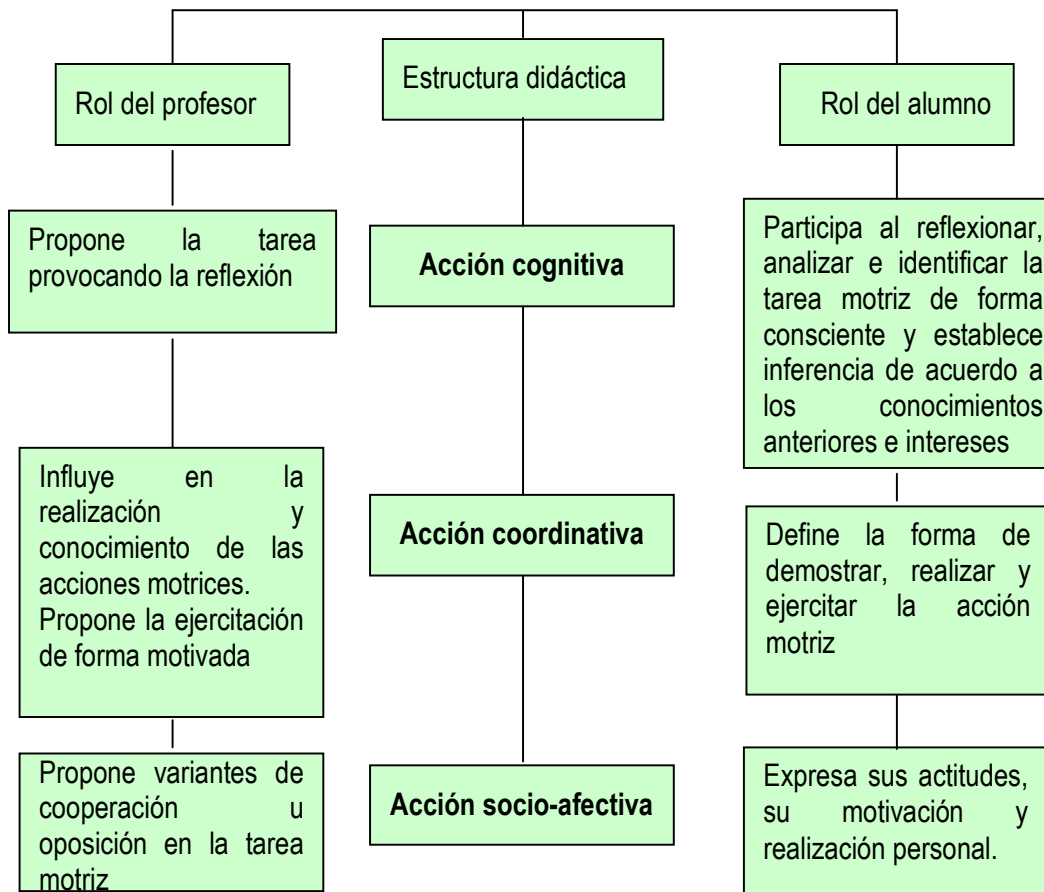 Rol del profesor
Estructura didáctica
Rol del alumno
Propone la tarea
provocando la reflexión
Acción cognitiva
Participa al reflexionar,
analizar e identificar la
tarea motriz de forma
consciente y establece
inferencia de acuerdo a
los conocimientos
anteriores e intereses
Influye en la
realización y
conocimiento de las
acciones motrices.
Propone la ejercitación
de forma motivada
Acción coordinativa
Define la forma de
demostrar, realizar y
ejercitar la acción
motriz
Propone variantes de
cooperación u
oposición en la tarea
motriz
Acción socio-afectiva
Expresa sus actitudes,
su motivación y
realización personal.